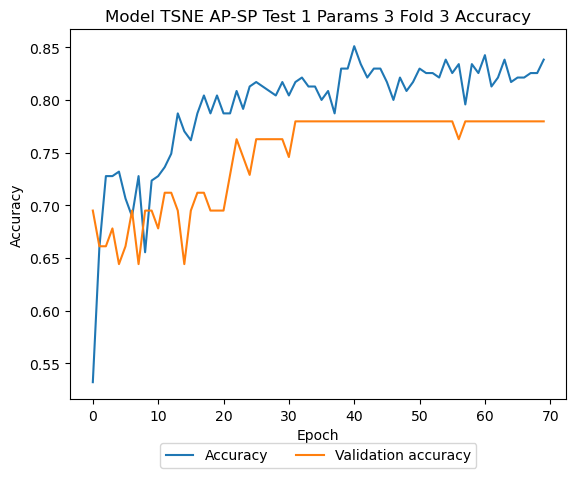 Model TSNE AP-SP Test 1 Params 3 Fold 3 Accuracy
0.85
0.80
0.75
0.70
0.65
0.60
0.55
Accuracy
0 10 20 30 40 50 60 70
Epoch
Accuracy Validation accuracy